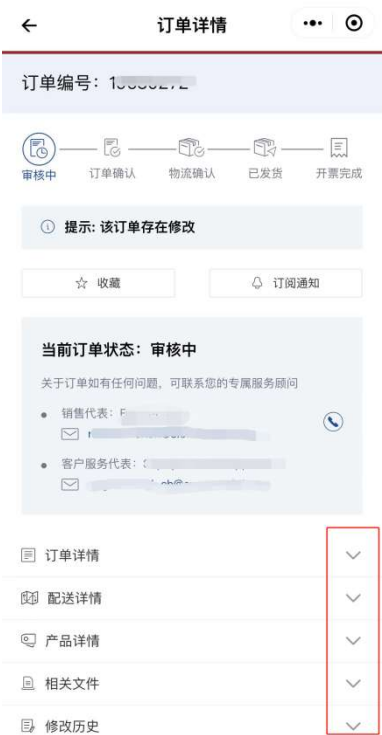 订单详情
订单编号：
审核中
订单确认
物流确认
已发货
开票完成
提示: 该订单存在修改
收藏
订阅通知
当前订单状态：审核中
关于订单如有任何问题，可联系您的专属服务顾问
销售代表：
客户服务代表：
订单详情
配送详情
产品详情
相关文件
修改历史